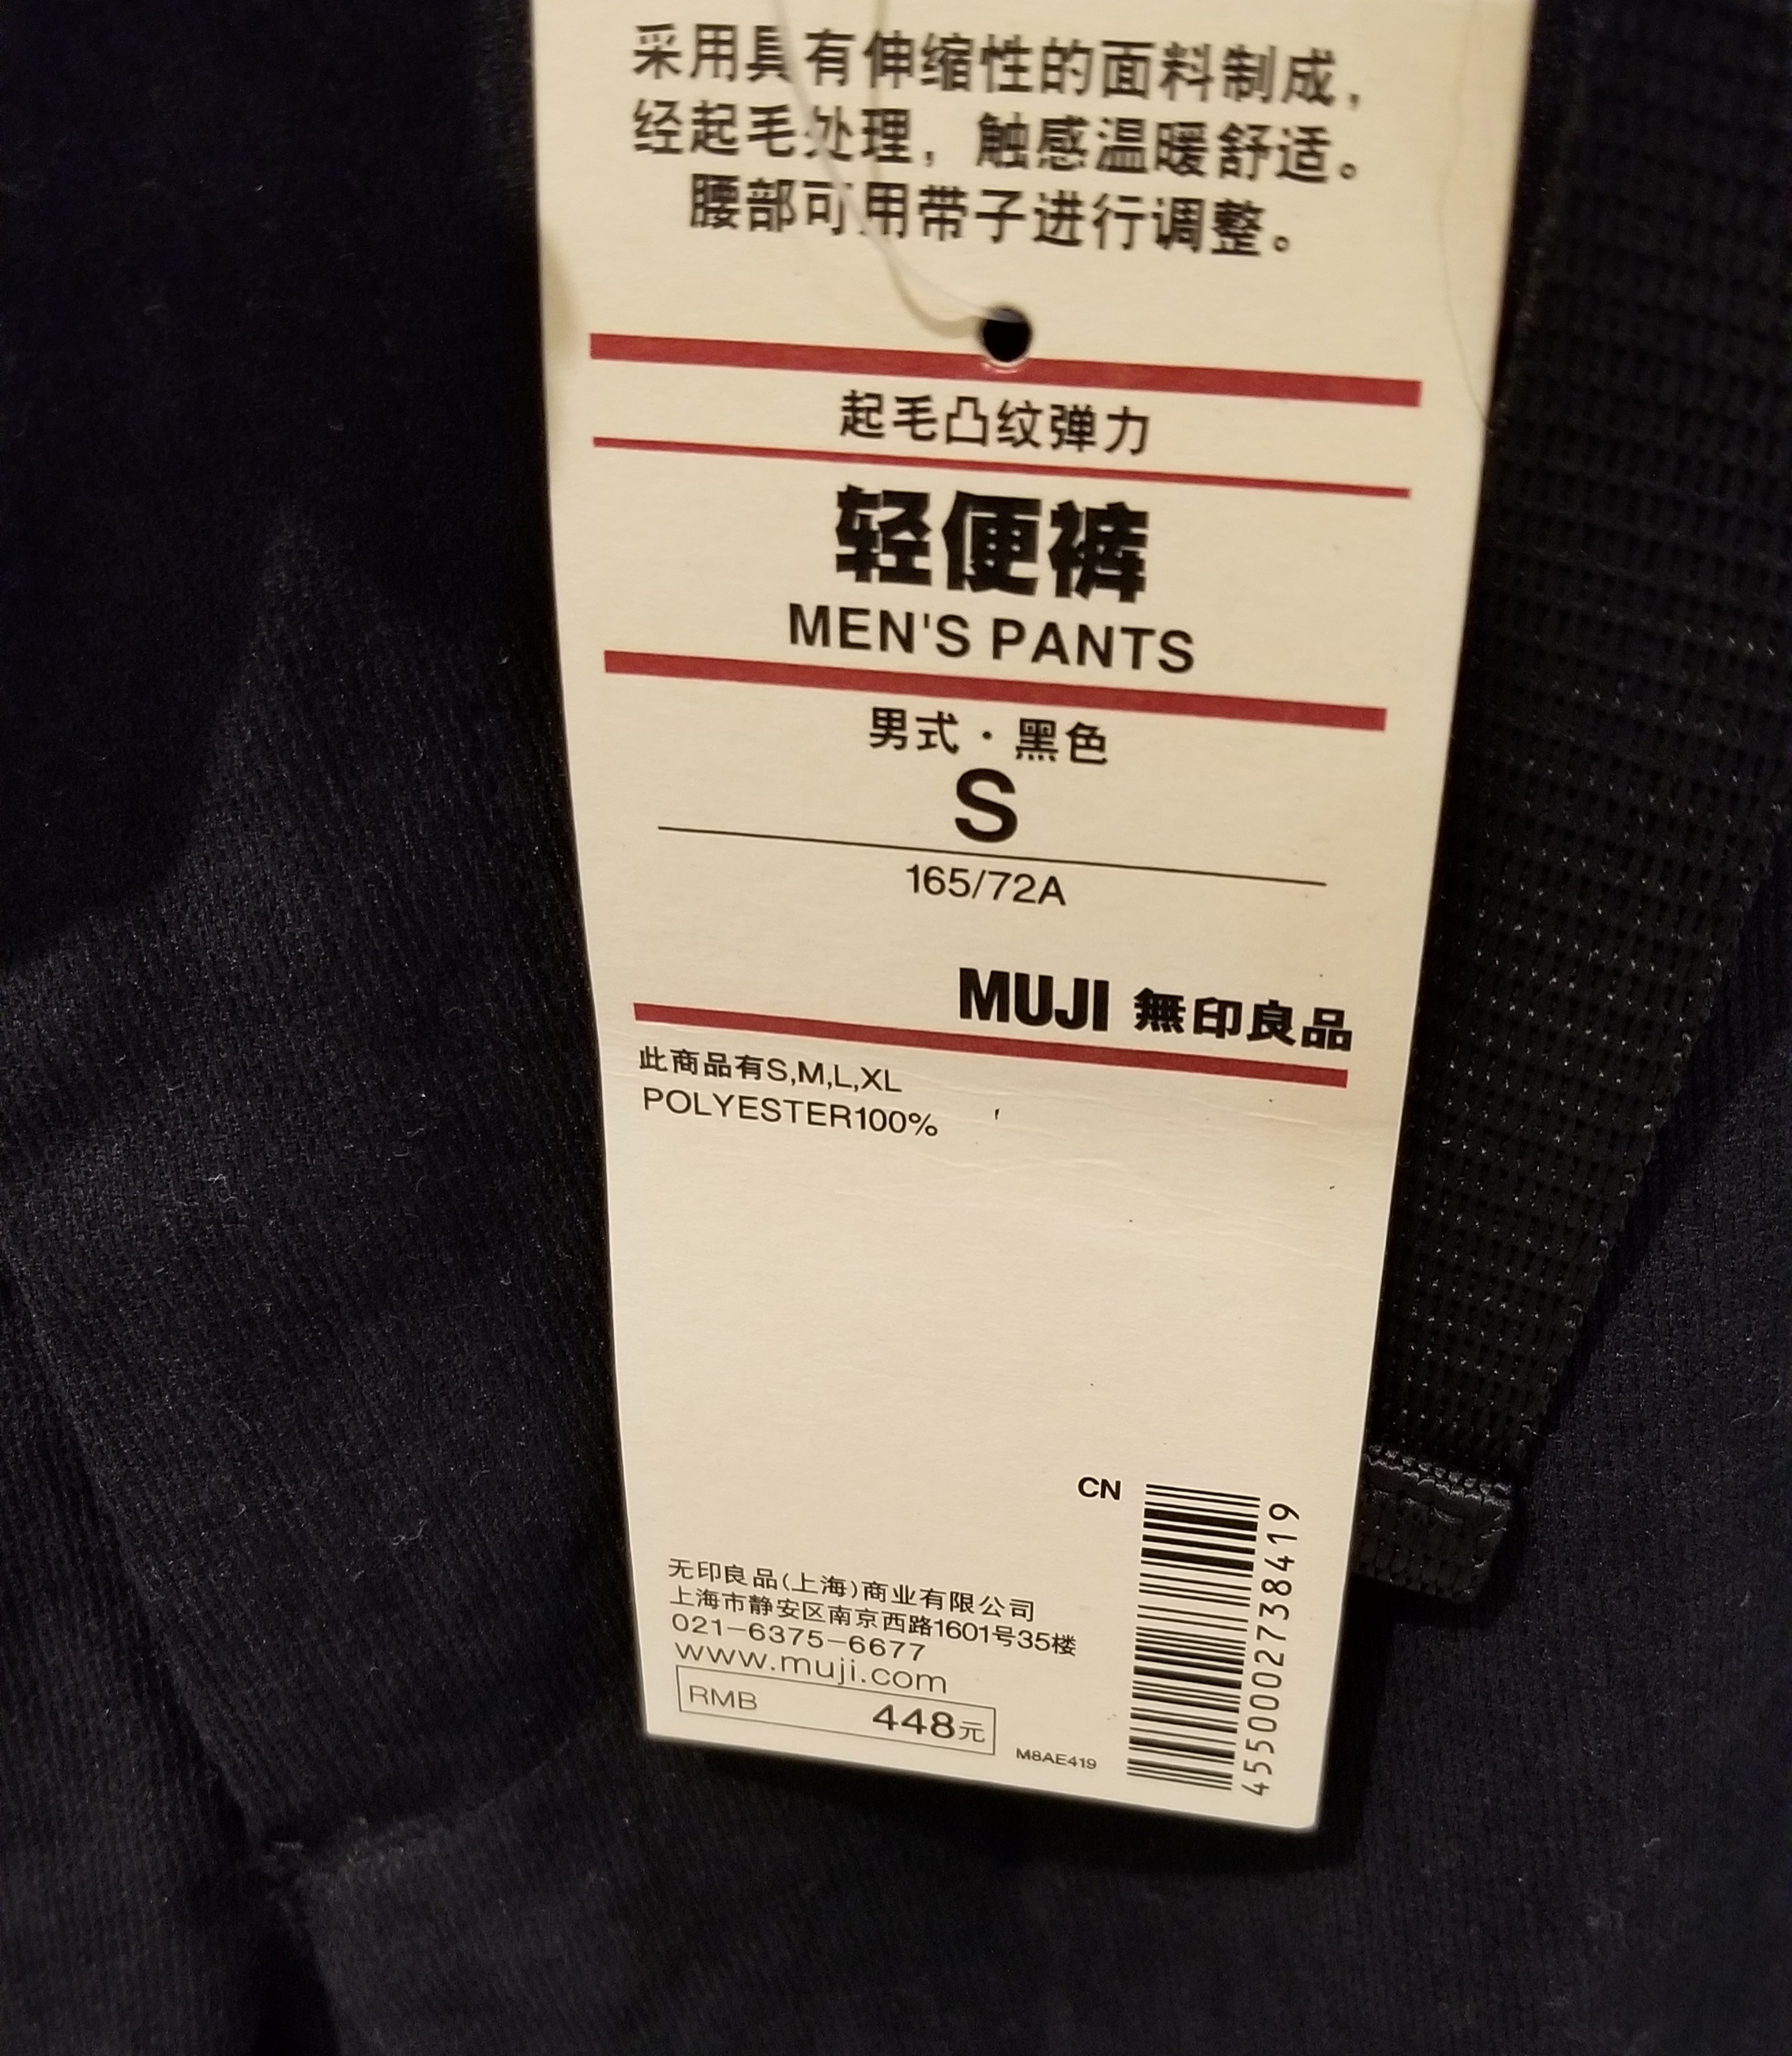 采用具有伸缩性的面料制成，
经起毛处理，触感温暖舒适。
腰部可用带子进行调整。
起毛凸纹弹力
轻便裤
MEN'S PANTS
男式·黑色
S
165/72A
MUJI 無印良品
此商品有S,M,L,XL
POLYESTER100%
CN
4550002738419
无印良品(上海)商业有限公司
上海市静安区南京西路1601号35楼
021-6375-6677
www.muji.com
RMB 448元
M8AE419